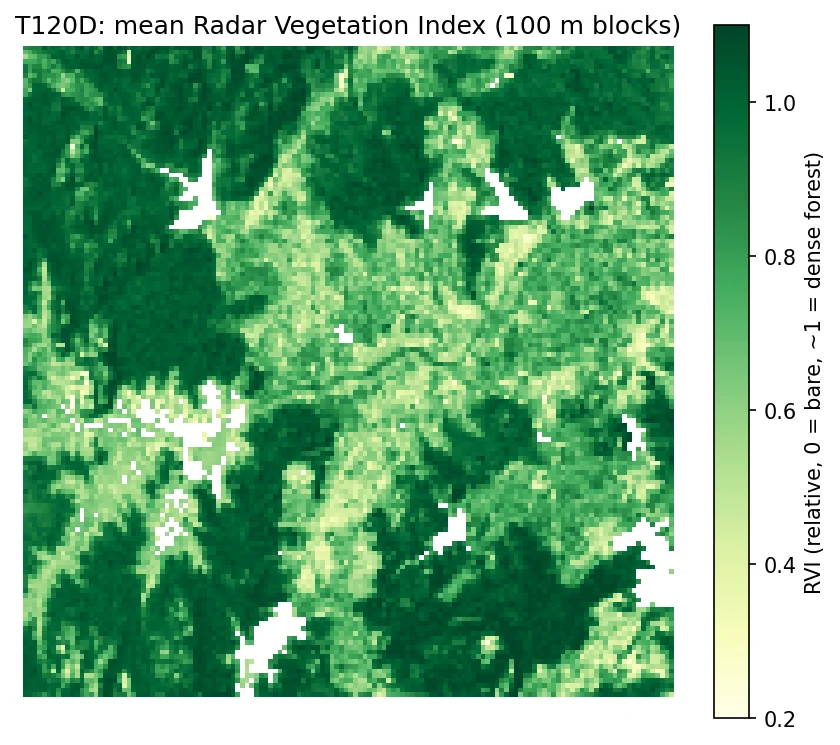 T120D: mean Radar Vegetation Index (100 m blocks)
1.0
0.8
0.6
0.4
0.2
RVI (relative, 0 = bare, ~1 = dense forest)